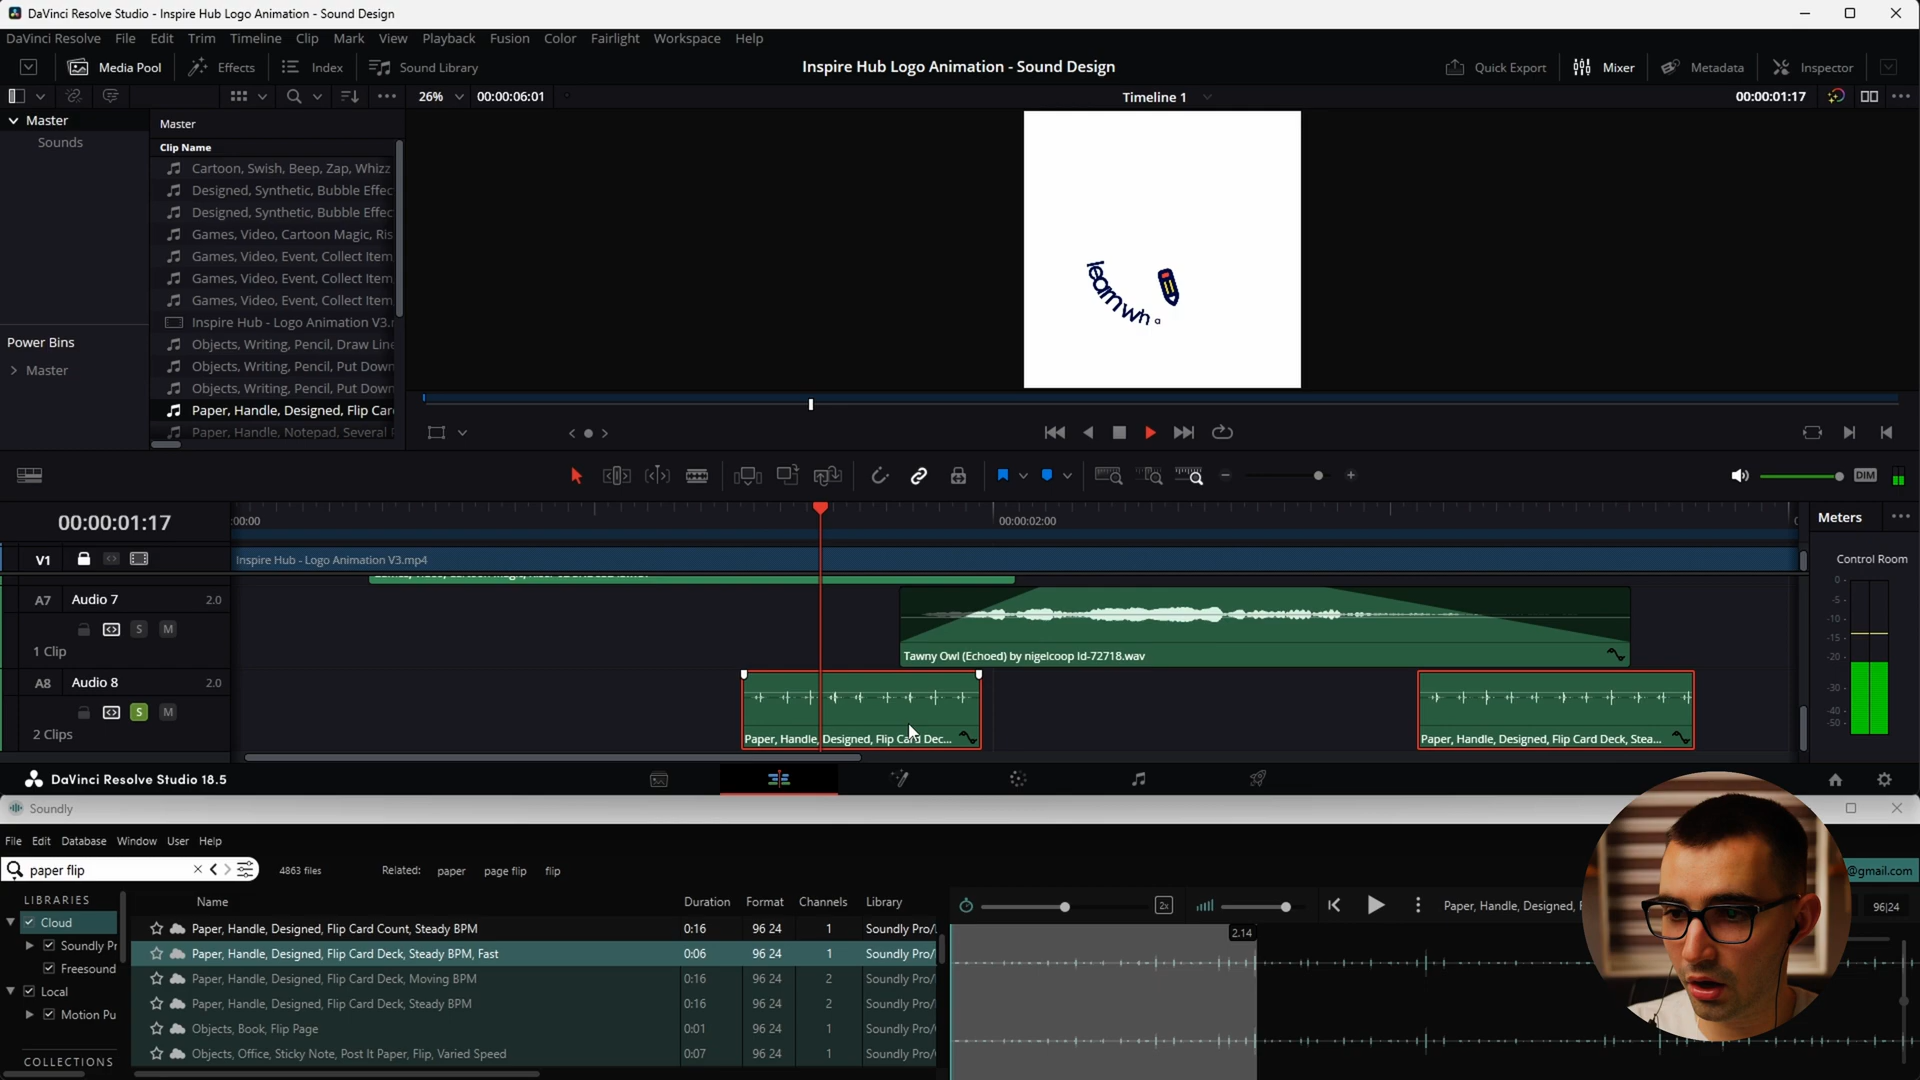 DaVinci Resolve Studio - Inspire Hub Logo Animation - Sound Design
DaVinci Resolve File Edit Trim Timeline Clip Mark View Playback Fusion Color Fairlight Workspace Help
Media Pool Effects Index Sound Library Inspire Hub Logo Animation - Sound Design Quick Export Mixer Metadata Inspector
26% 00:00:06:01 Timeline 1 00:00:01:17
Master Master
Sounds Clip Name
Cartoon, Swish, Beep, Zap, Whizz
Designed, Synthetic, Bubble Effec
Designed, Synthetic, Bubble Effec
Games, Video, Cartoon Magic, Ris
Games, Video, Event, Collect Item
Games, Video, Event, Collect Item
Games, Video, Event, Collect Item
Inspire Hub - Logo Animation V3.
Power Bins
Objects, Writing, Pencil, Draw Line
Master
Objects, Writing, Pencil, Put Down
Objects, Writing, Pencil, Put Down
Paper, Handle, Designed, Flip Car
Paper, Handle, Notepad, Several
learn wh a
DIM
00:00:01:17 :00:00 00:00:02:00 Meters
V1 Inspire Hub - Logo Animation V3.mp4 Control Room
A7 Audio 7 2.0
S M
1 Clip Tawny Owl (Echoed) by nigelcoop Id-72718.wav
A8 Audio 8 2.0
S M
2 Clips Paper, Handle, Designed, Flip Card Dec... Paper, Handle, Designed, Flip Card Deck, Stea...
0
-5
-10
-15
-20
-30
-40
-50
DaVinci Resolve Studio 18.5
Soundly
File Edit Database Window User Help
paper flip 4863 files Related: paper page flip flip @gmail.com
LIBRARIES Name Duration Format Channels Library 2x Paper, Handle, Designed, F 96|24
Cloud Paper, Handle, Designed, Flip Card Count, Steady BPM 0:16 96 24 1 Soundly Pro/
2.14
Soundly Pr Paper, Handle, Designed, Flip Card Deck, Steady BPM, Fast 0:06 96 24 1 Soundly Pro/
Freesound Paper, Handle, Designed, Flip Card Deck, Moving BPM 0:16 96 24 2 Soundly Pro/
Local Paper, Handle, Designed, Flip Card Deck, Steady BPM 0:16 96 24 2 Soundly Pro/
Motion Pu Objects, Book, Flip Page 0:01 96 24 1 Soundly Pro/
COLLECTIONS Objects, Office, Sticky Note, Post It Paper, Flip, Varied Speed 0:07 96 24 1 Soundly Pro/